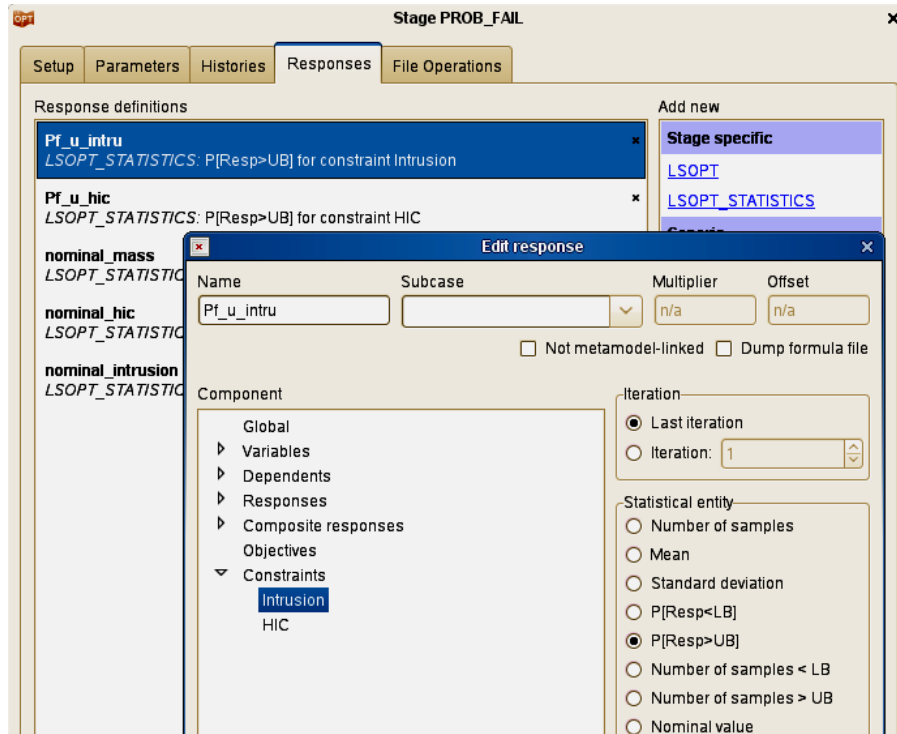 OPT
Stage PROB_FAIL
Setup Parameters Histories Responses File Operations
Response definitions
Add new
Pf_u_intru
LSOPT_STATISTICS: P[Resp>UB] for constraint Intrusion
Pf_u_hic
LSOPT_STATISTICS: P[Resp>UB] for constraint HIC
nominal_mass
LSOPT_STATISTIC
nominal_hic
LSOPT_STATISTIC
nominal_intrusion
LSOPT_STATISTIC
Stage specific
LSOPT
LSOPT_STATISTICS
Edit response
Name Subcase Multiplier Offset
Pf_u_intru n/a n/a
Not metamodel-linked Dump formula file
Component
Global
Variables
Dependents
Responses
Composite responses
Objectives
Constraints
Intrusion
HIC
Iteration
Last iteration
Iteration: 1
Statistical entity
Number of samples
Mean
Standard deviation
P[Resp<LB]
P[Resp>UB]
Number of samples < LB
Number of samples > UB
Nominal value